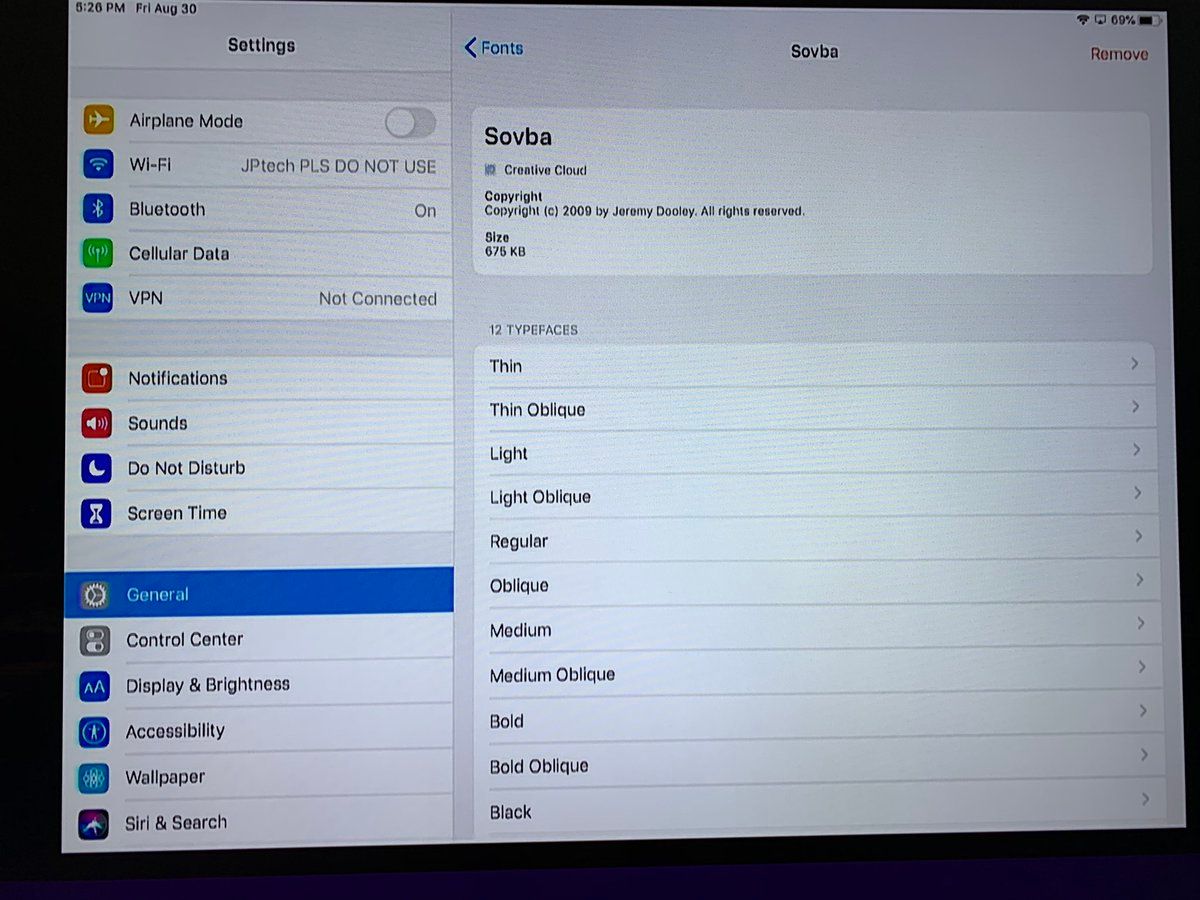 5:26 PM Fri Aug 30
69%
Settings
Airplane Mode
Wi-Fi JPtech PLS DO NOT USE
Bluetooth On
Cellular Data
VPN VPN Not Connected
Notifications
Sounds
Do Not Disturb
Screen Time
General
Control Center
AA Display & Brightness
Accessibility
Wallpaper
Siri & Search
Fonts
Sovba
Remove
Sovba
Creative Cloud
Copyright
Copyright (c) 2009 by Jeremy Dooley. All rights reserved.
Size
675 KB
12 TYPEFACES
Thin
Thin Oblique
Light
Light Oblique
Regular
Oblique
Medium
Medium Oblique
Bold
Bold Oblique
Black